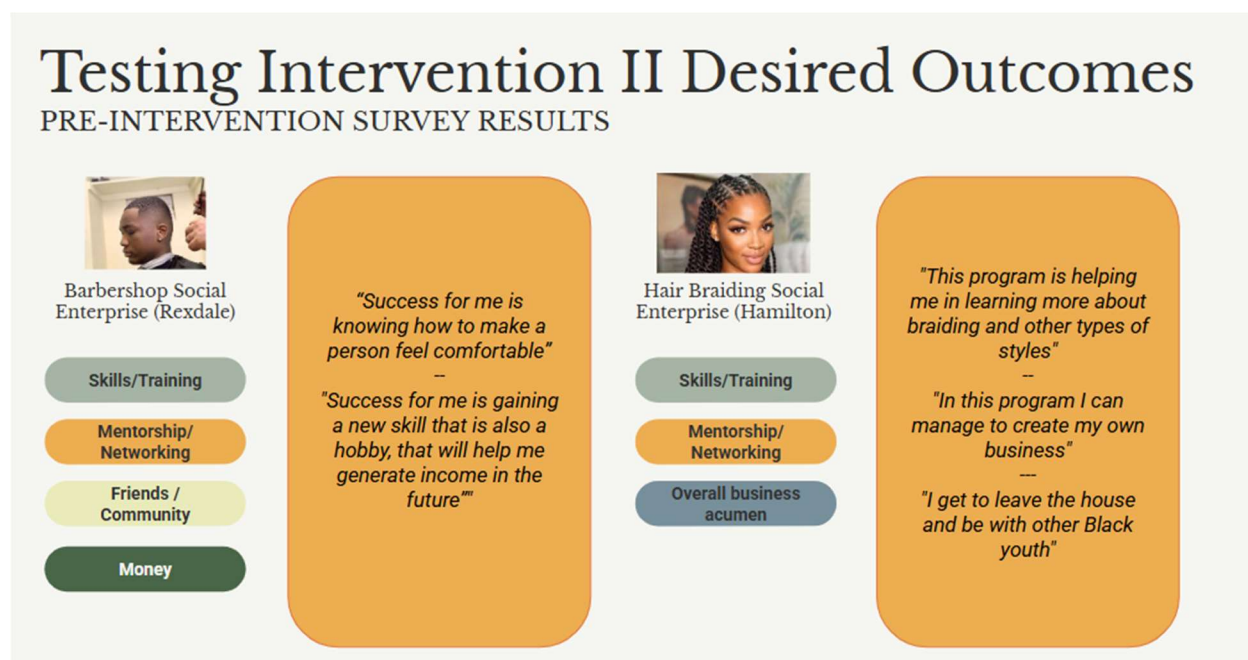 Testing Intervention II Desired Outcomes
PRE-INTERVENTION SURVEY RESULTS
Barbershop Social
Enterprise (Rexdale)
Skills/Training
Mentorship/
Networking
Friends /
Community
Money
“Success for me is
knowing how to make a
person feel comfortable”
--
"Success for me is gaining
a new skill that is also a
hobby, that will help me
generate income in the
future”"
Hair Braiding Social
Enterprise (Hamilton)
Skills/Training
Mentorship/
Networking
Overall business
acumen
"This program is helping
me in learning more about
braiding and other types of
styles"
--
"In this program I can
manage to create my own
business"
---
"I get to leave the house
and be with other Black
youth"